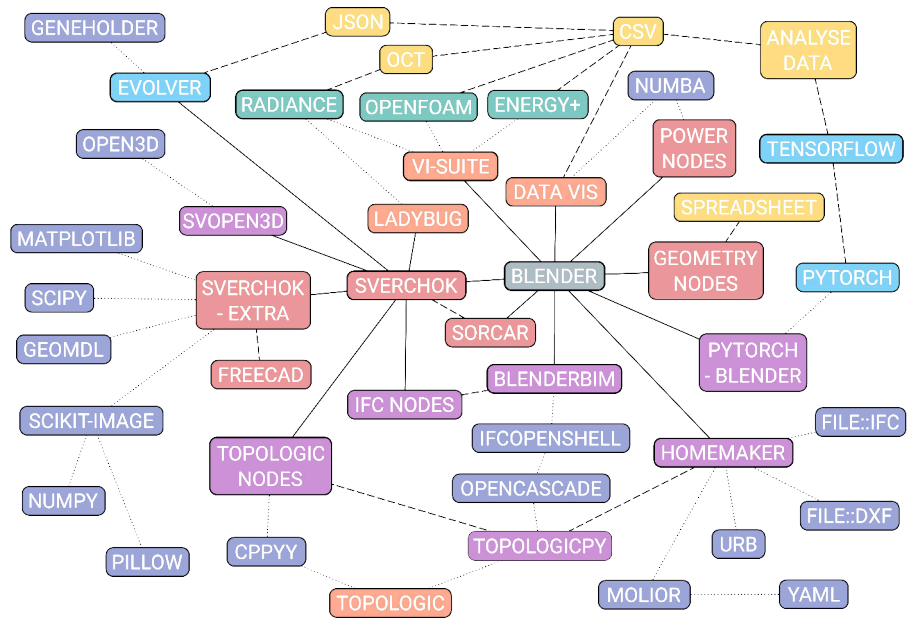 GENEHOLDER
JSON
CSV
ANALYSE
DATA
OCT
EVOLVER
RADIANCE
OPENFOAM
ENERGY+
NUMBA
OPEN3D
POWER
NODES
TENSORFLOW
VI-SUITE
DATA VIS
SVOPEN3D
LADYBUG
SPREADSHEET
MATPLOTLIB
SVERCHOK
- EXTRA
SVERCHOK
BLENDER
GEOMETRY
NODES
PYTORCH
SCIPY
SORCAR
GEOMDL
FREECAD
PYTORCH
- BLENDER
BLENDERBIM
IFC NODES
SCIKIT-IMAGE
FILE::IFC
IFCOPENSHELL
TOPOLOGIC
NODES
HOMEMAKER
OPENCASCADE
NUMPY
FILE::DXF
CPPYY
TOPOLOGICPY
URB
PILLOW
TOPOLOGIC
MOLIOR
YAML